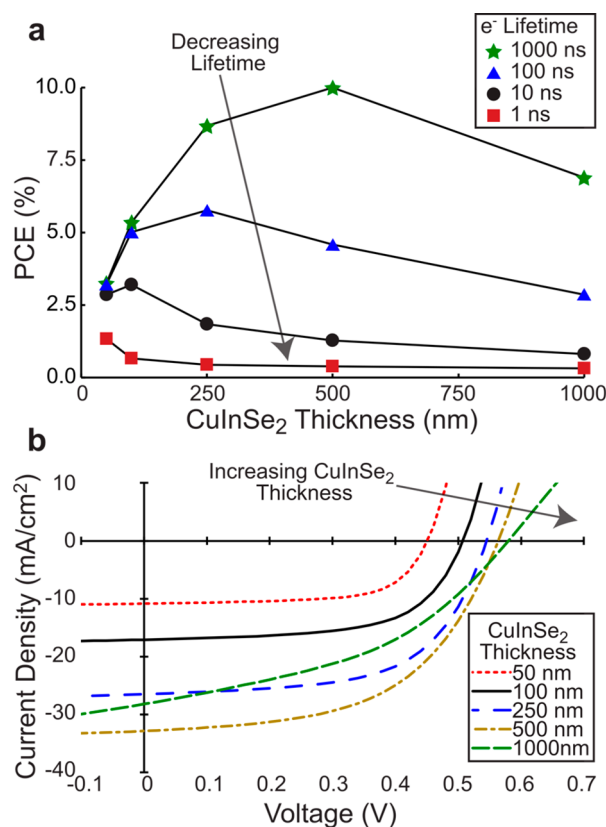 a
Decreasing
Lifetime
e⁻ Lifetime
1000 ns
100 ns
10 ns
1 ns
PCE (%)
10.0
7.5
5.0
2.5
0.0
0 250 500 750 1000
CuInSe₂ Thickness (nm)
b
Increasing CuInSe₂
Thickness
Current Density (mA/cm²)
10
0
-10
-20
-30
-40
-0.1 0 0.1 0.2 0.3 0.4 0.5 0.6 0.7
Voltage (V)
CuInSe₂
Thickness
50 nm
100 nm
250 nm
500 nm
1000nm